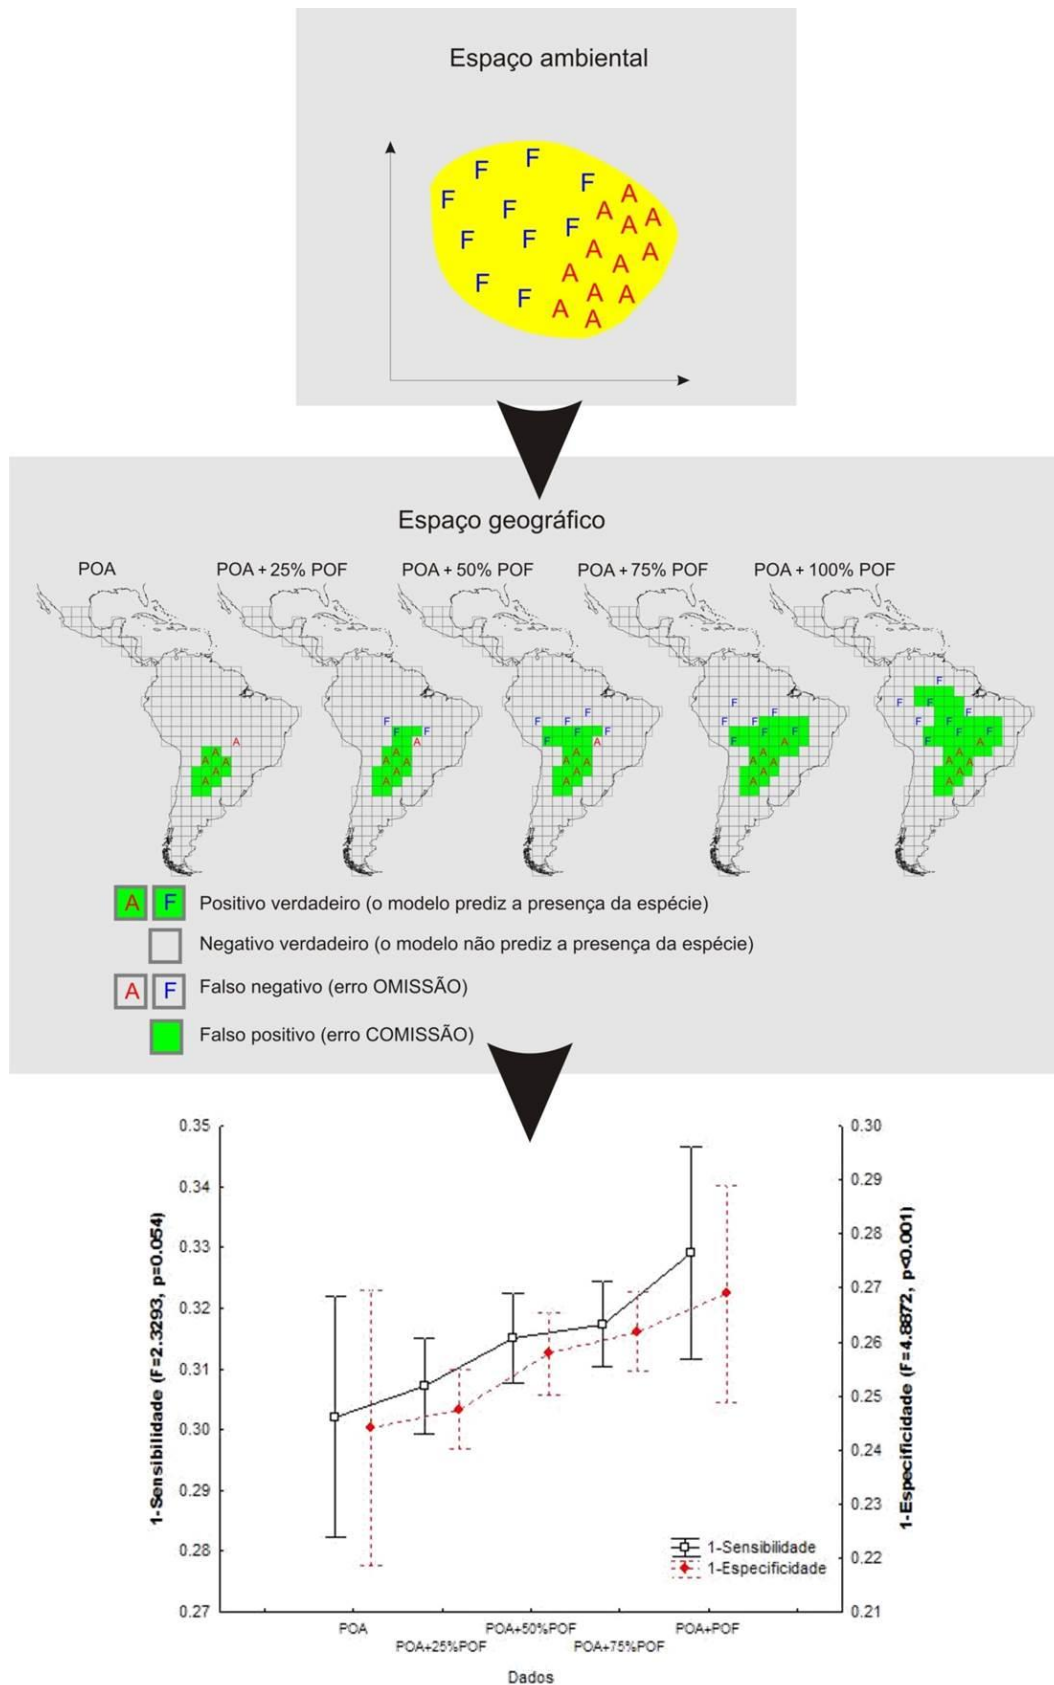 Espaço ambiental
F F F F F F F F F F F
A A A A A A A A A A A A A
Espaço geográfico
POA POA + 25% POF POA + 50% POF POA + 75% POF POA + 100% POF
A F Positivo verdadeiro (o modelo prediz a presença da espécie)
Negativo verdadeiro (o modelo não prediz a presença da espécie)
A F Falso negativo (erro OMISSÃO)
Falso positivo (erro COMISSÃO)
1-Sensibilidade (F=2.3293, p=0.054)
0.35
0.34
0.33
0.32
0.31
0.30
0.29
0.28
0.27
0.30
0.29
0.28
0.27
0.26
0.25
0.24
0.23
0.22
0.21
1-Especificidade (F=4.8872, p<0.001)
1-Sensibilidade
1-Especificidade
POA POA+25%POF POA+50%POF POA+75%POF POA+POF
Dados